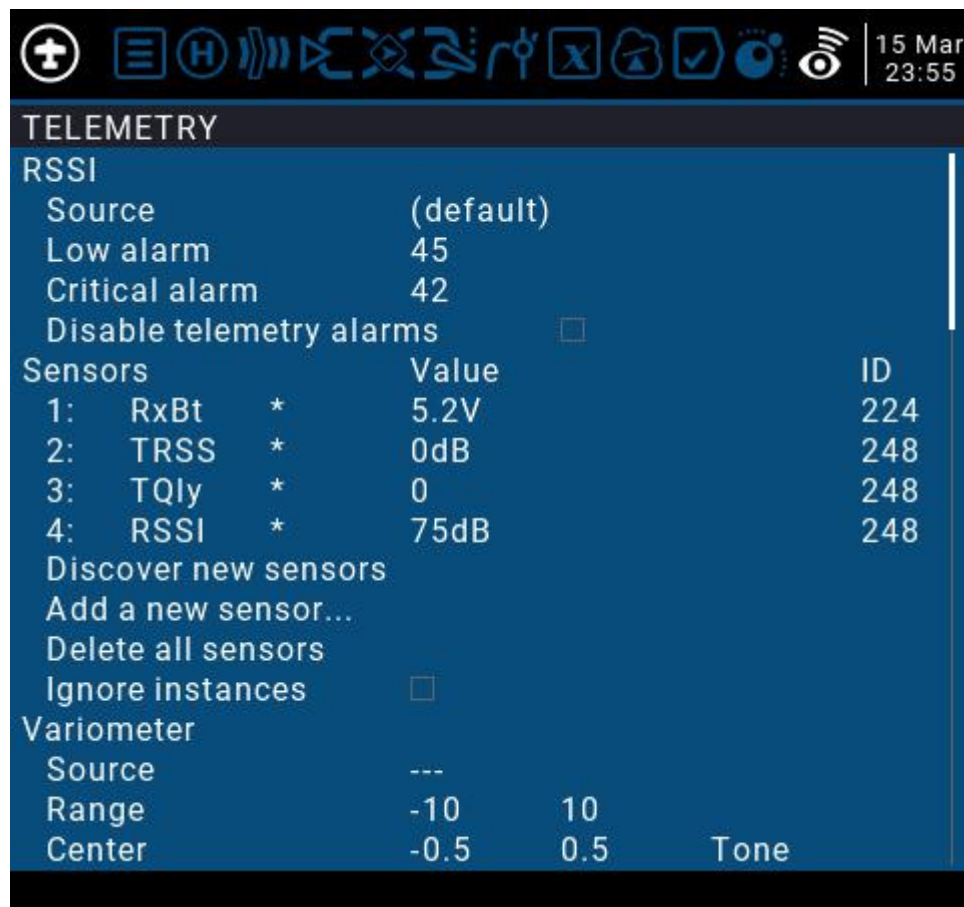 15 Mar
23:55
TELEMETRY
RSSI
Source (default)
Low alarm 45
Critical alarm 42
Disable telemetry alarms
Sensors Value ID
1: RxBt * 5.2V 224
2: TRSS * 0dB 248
3: TQly * 0 248
4: RSSI * 75dB 248
Discover new sensors
Add a new sensor...
Delete all sensors
Ignore instances
Variometer
Source ---
Range -10 10
Center -0.5 0.5 Tone